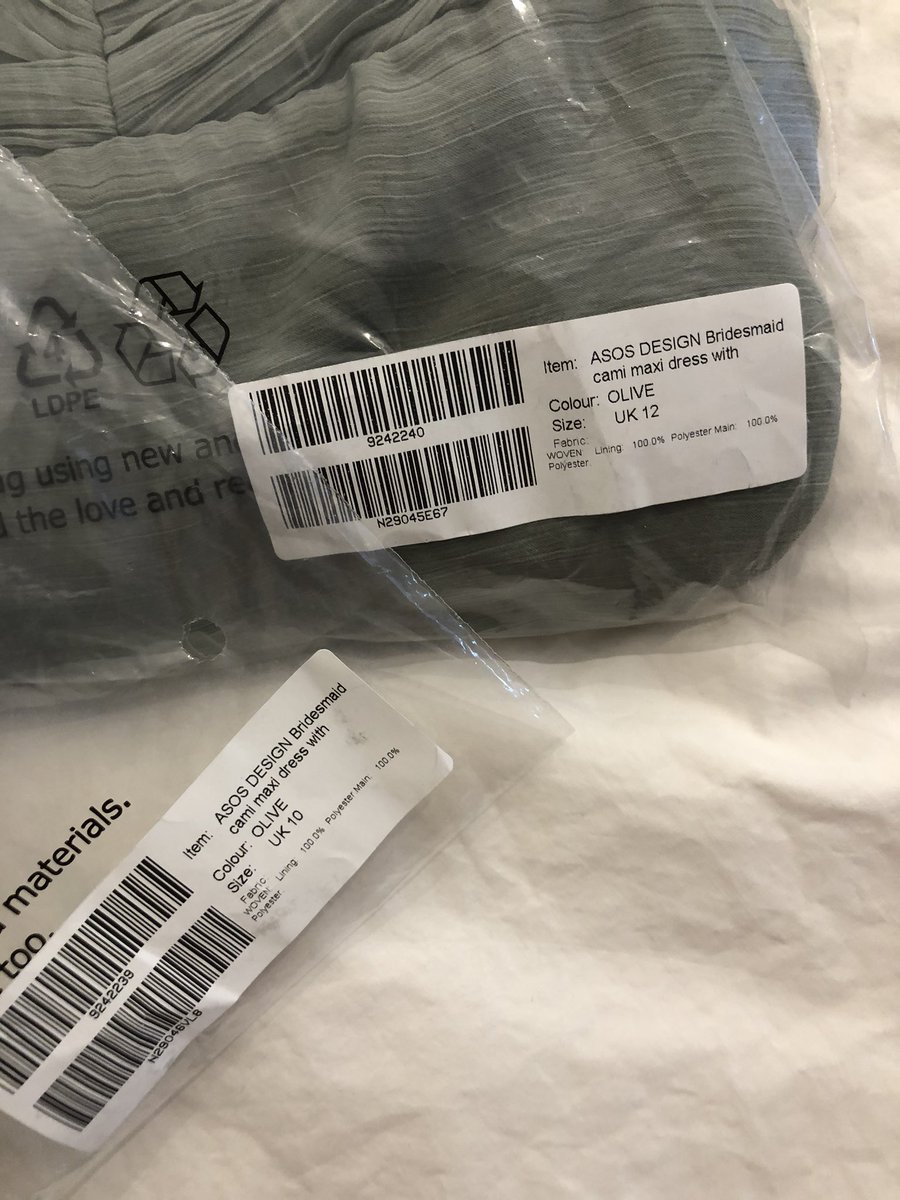 LDPE
ing using new and
d the love and re
Item: ASOS DESIGN Bridesmaid
cami maxi dress with
Colour: OLIVE
Size: UK 12
Fabric:
WOVEN: Lining: 100.0% Polyester Main: 100.0%
Polyester.
9242240
N29045E67
materials.
too.
Item: ASOS DESIGN Bridesmaid
cami maxi dress with
Colour: OLIVE
Size: UK 10
Fabric:
WOVEN: Lining: 100.0% Polyester Main: 100.0%
Polyester.
9242239
N29046VL8